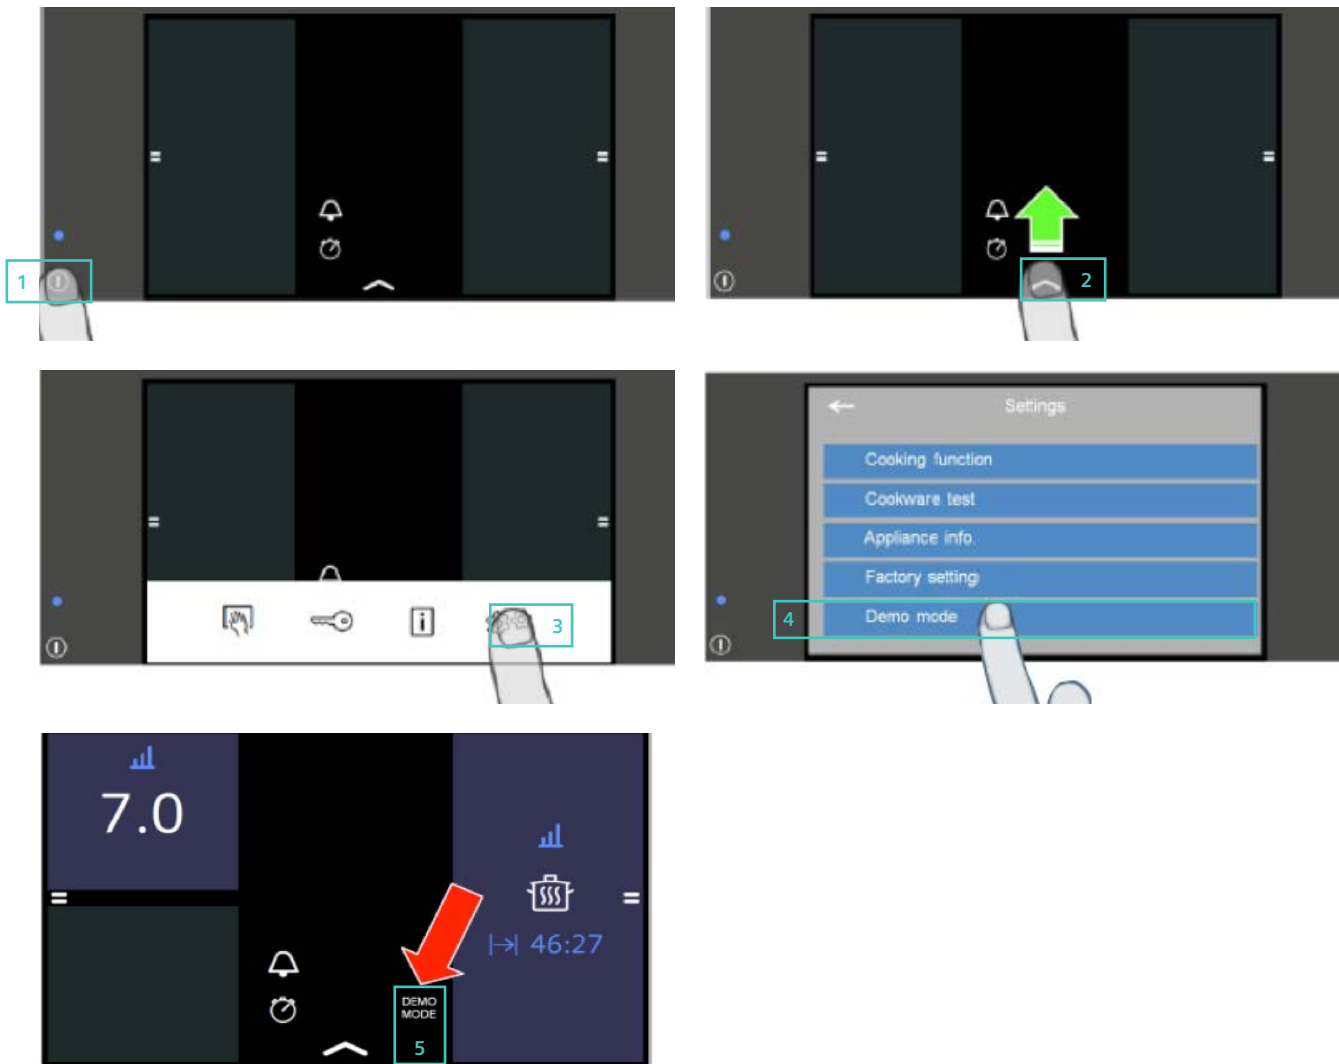 1
2
3
Settings
Cooking function
Cookware test
Appliance info.
Factory setting
4 Demo mode
7.0
46:27
DEMO
MODE
5